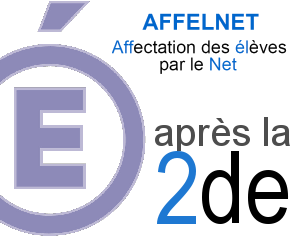 AFFELNET
Affectation des élèves
par le Net
É
après la
2de